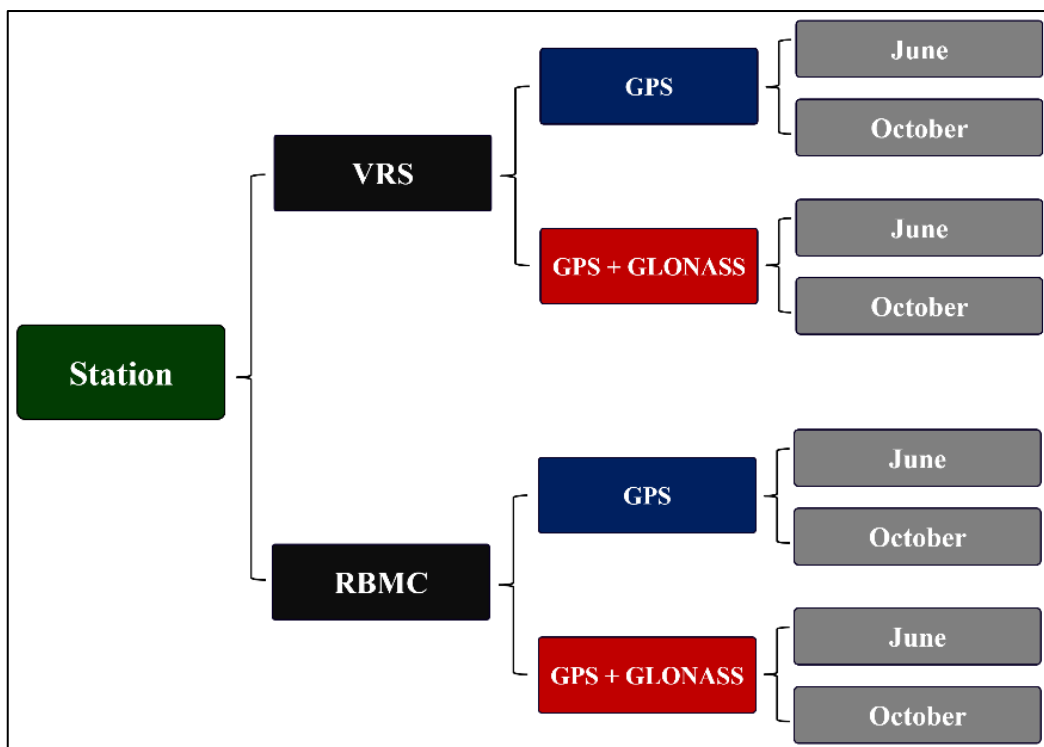 Station
VRS
GPS
June
October
GPS + GLONASS
June
October
RBMC
GPS
June
October
GPS + GLONASS
June
October